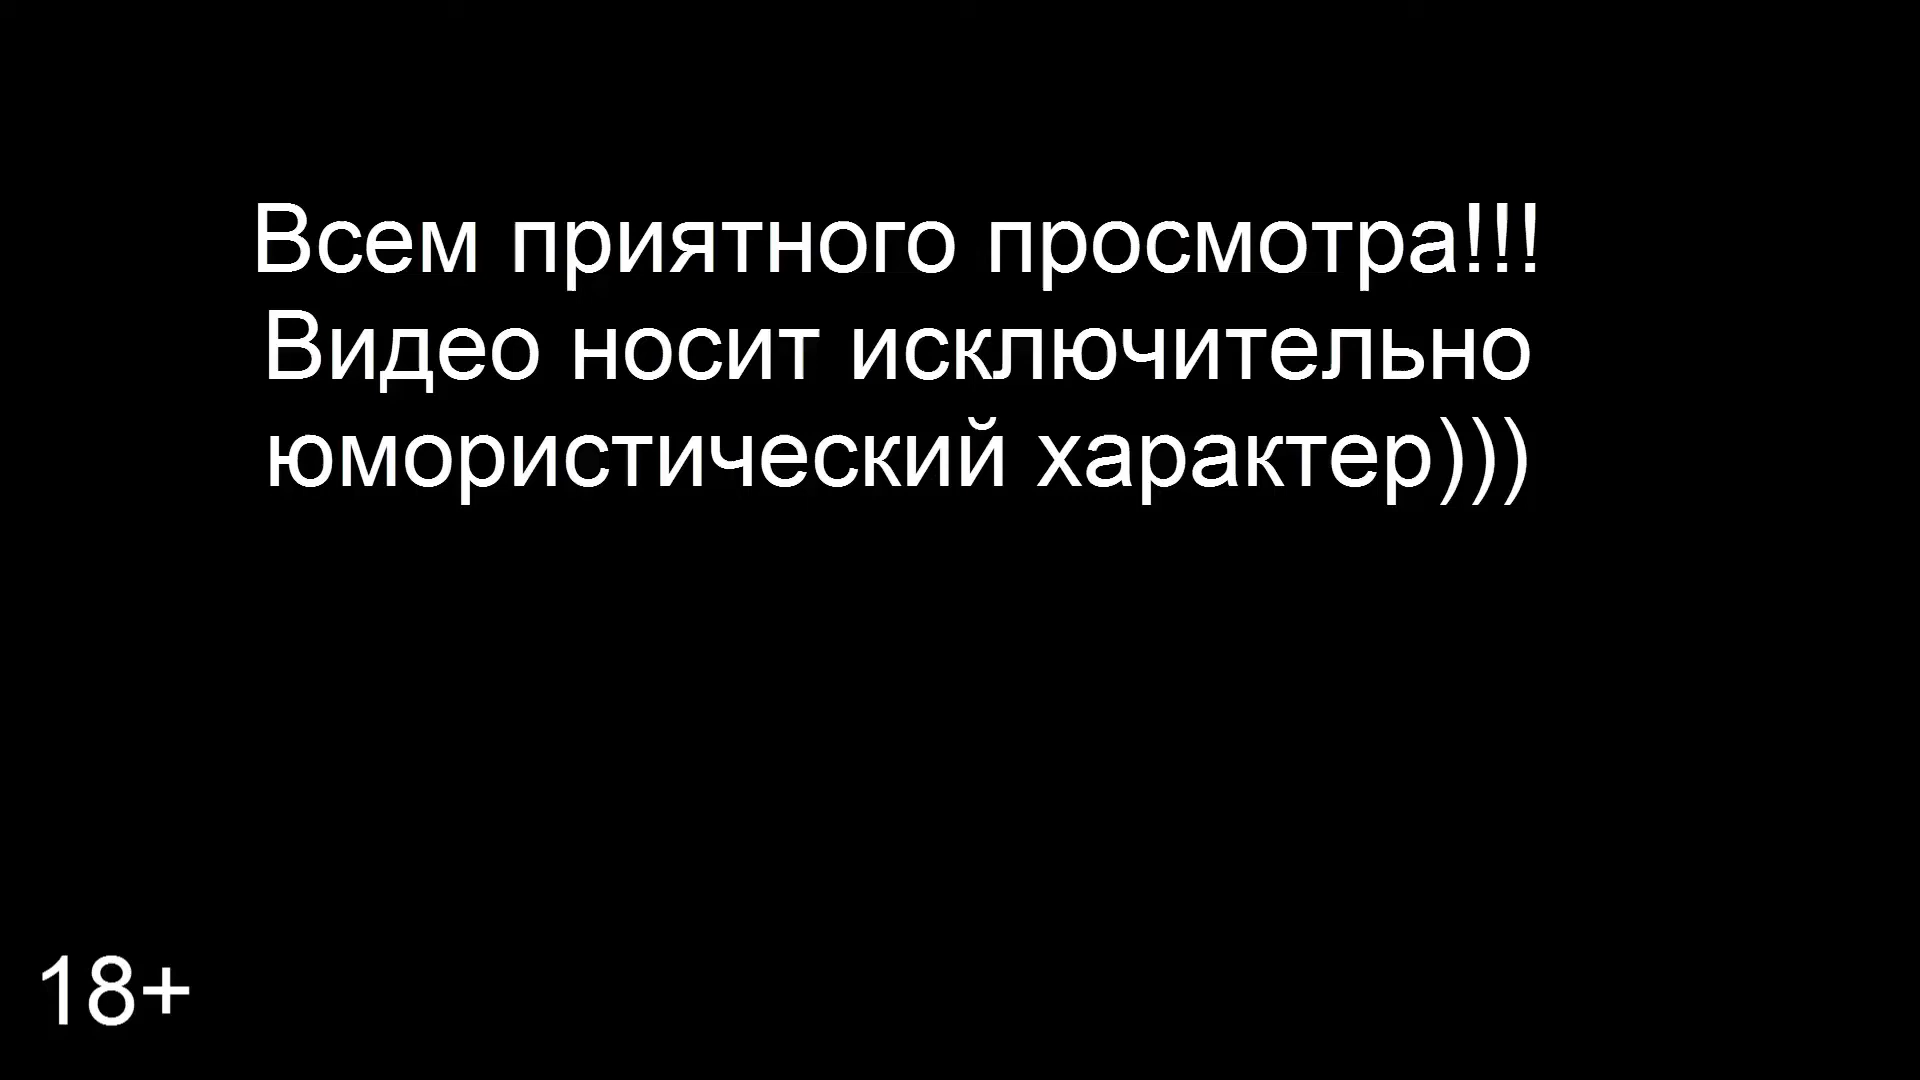 Всем приятного просмотра!!!
Видео носит исключительно
юмористический характер)))
18+